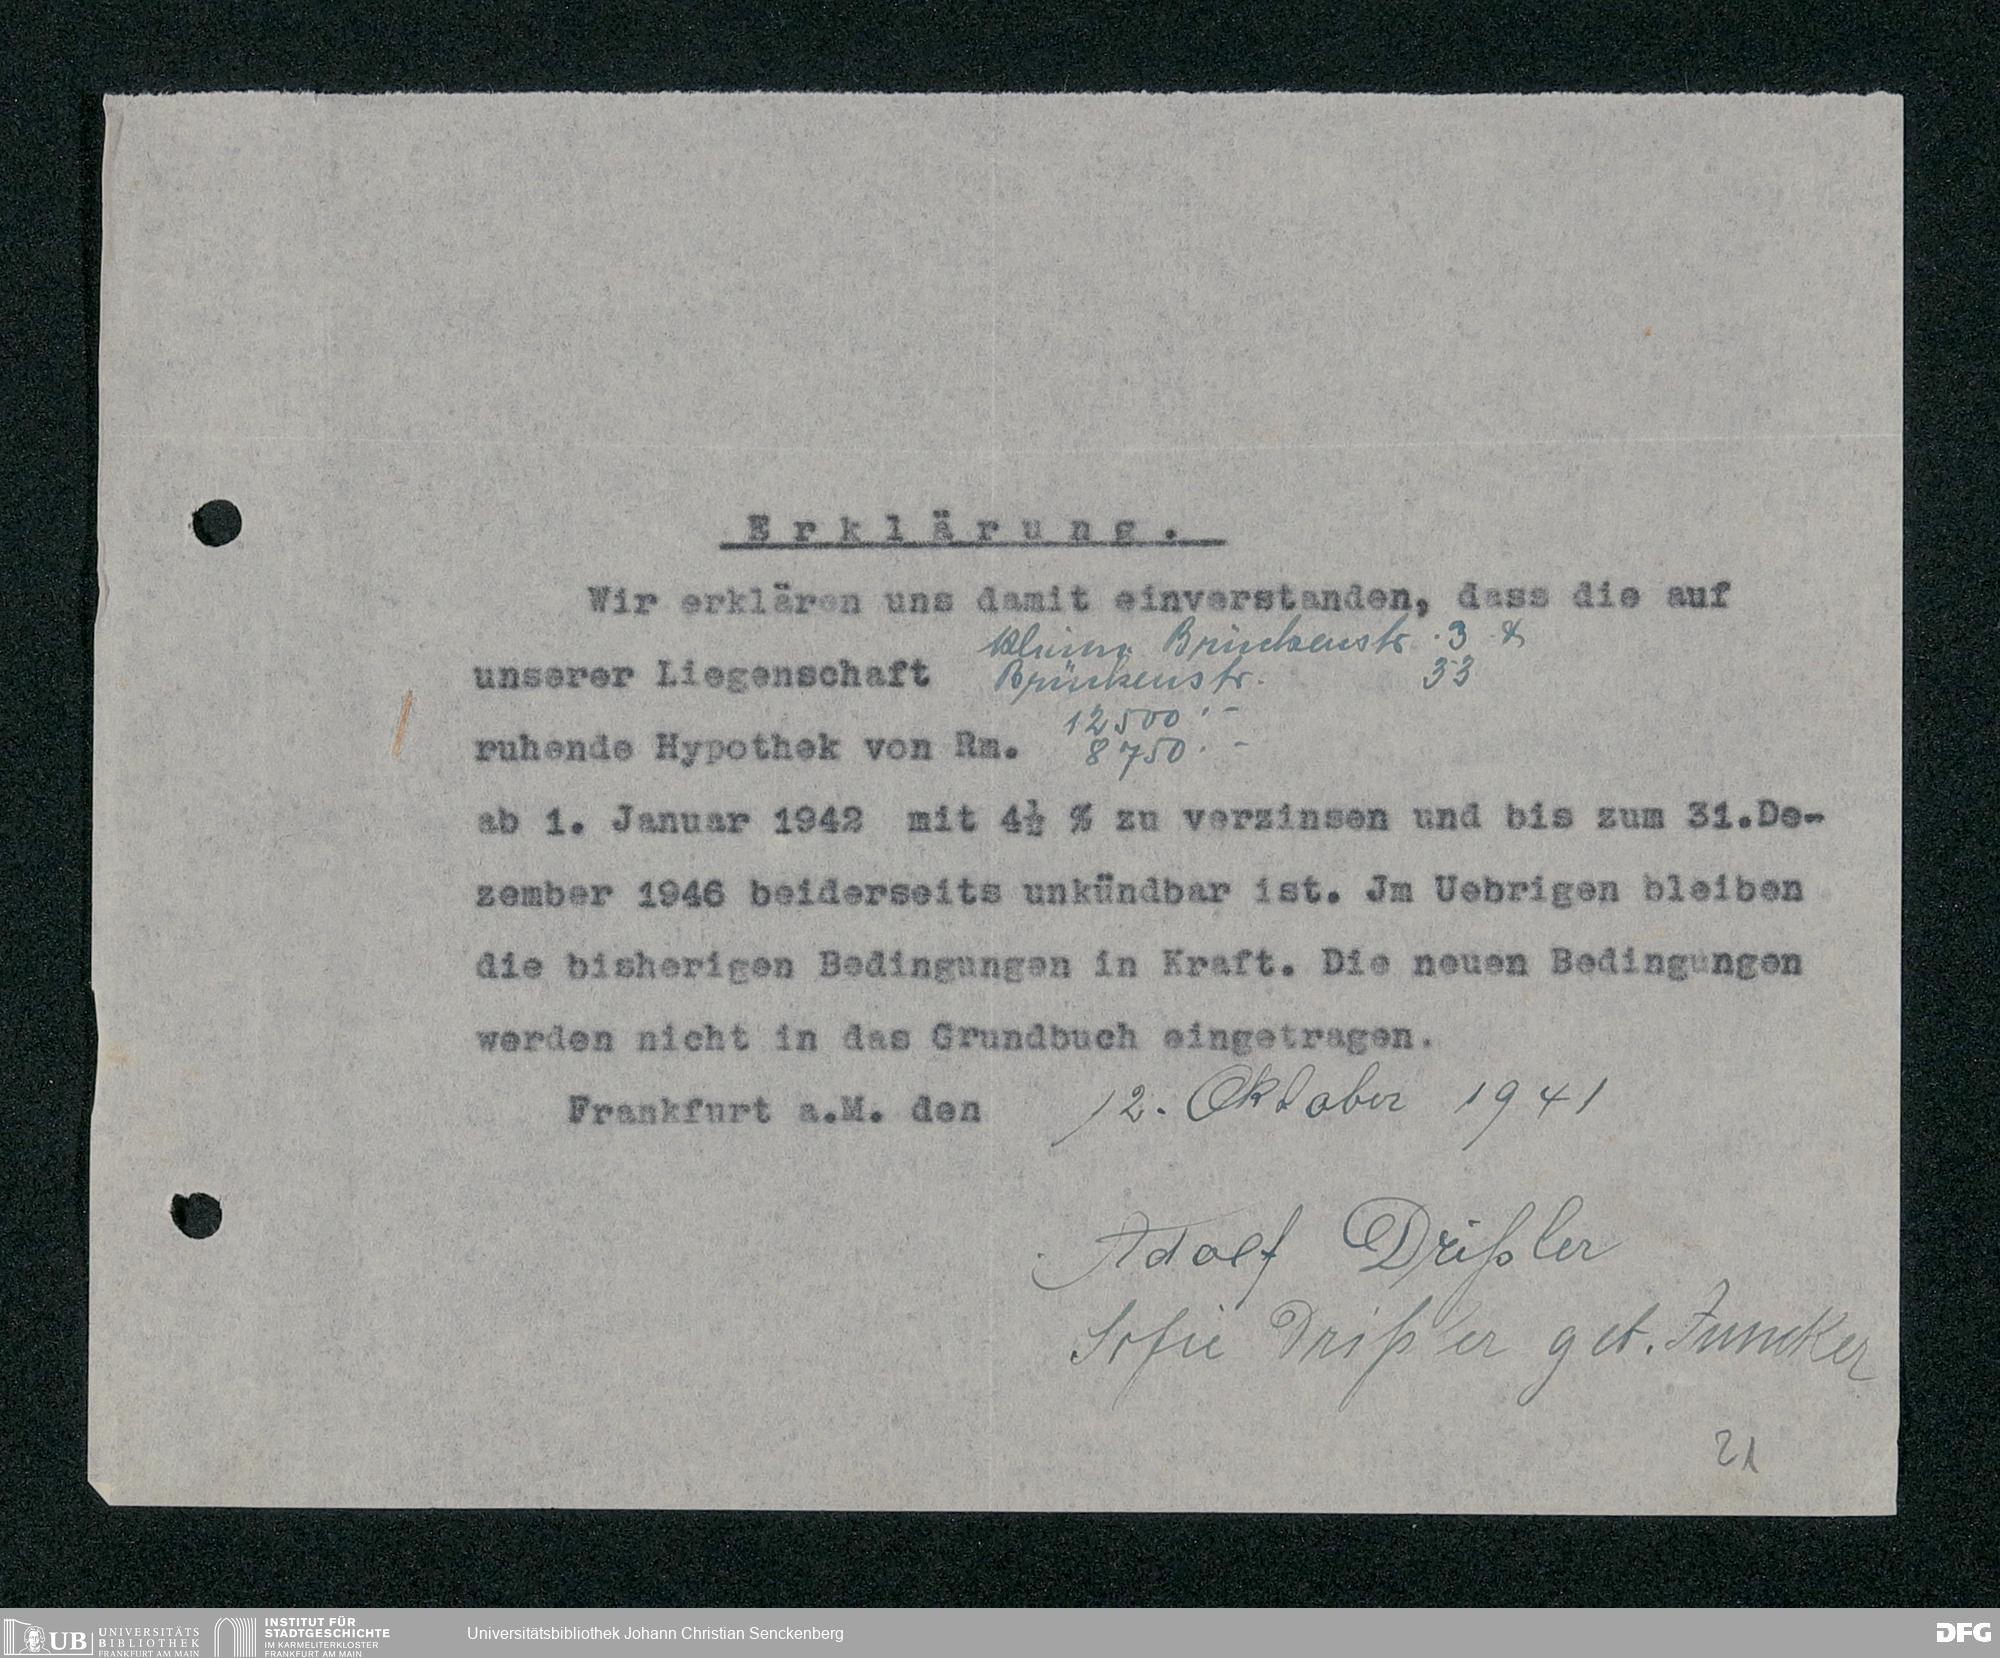 Erklärung.
Wir erklären uns damit einverstanden, dass die auf
Kleine Brückenstr. 3 &
unserer Liegenschaft Brückenstr. 33
12500.-
ruhende Hypothek von Rm. 8750.-
ab 1. Januar 1942 mit 4½ % zu verzinsen und bis zum 31.De-
zember 1946 beiderseits unkündbar ist. Jm Uebrigen bleiben
die bisherigen Bedingungen in Kraft. Die neuen Bedingungen
werden nicht in das Grundbuch eingetragen.
Frankfurt a.M. den 12. Oktober 1941
Adolf Drißler
Sofie Drißler geb. Juncker
21
UB UNIVERSITÄTS BIBLIOTHEK FRANKFURT AM MAIN
INSTITUT FÜR STADTGESCHICHTE IM KARMELITERKLOSTER FRANKFURT AM MAIN
Universitätsbibliothek Johann Christian Senckenberg
DFG